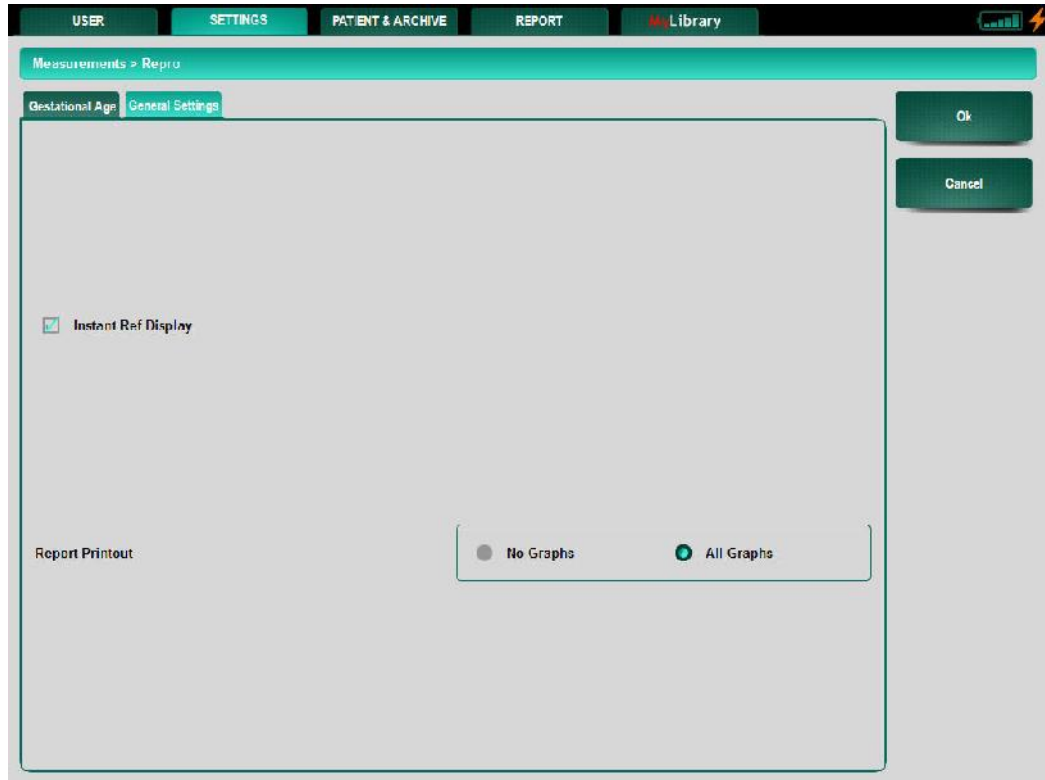 USER SETTINGS PATIENT & ARCHIVE REPORT MyLibrary
Measurements > Repro
Gestational Age General Settings
Ok
Cancel
Instant Ref Display
Report Printout No Graphs All Graphs